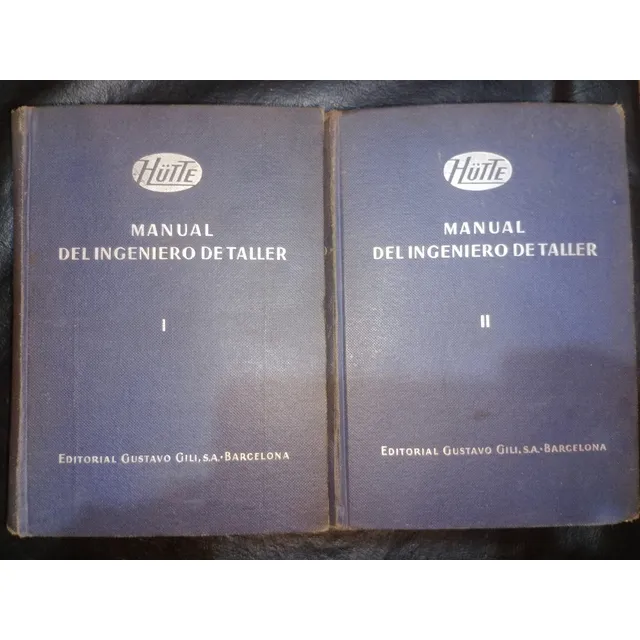 HÜTTE
MANUAL
DEL INGENIERO DE TALLER
I
EDITORIAL GUSTAVO GILI, S.A.·BARCELONA
HÜTTE
MANUAL
DEL INGENIERO DE TALLER
II
EDITORIAL GUSTAVO GILI, S.A.·BARCELONA